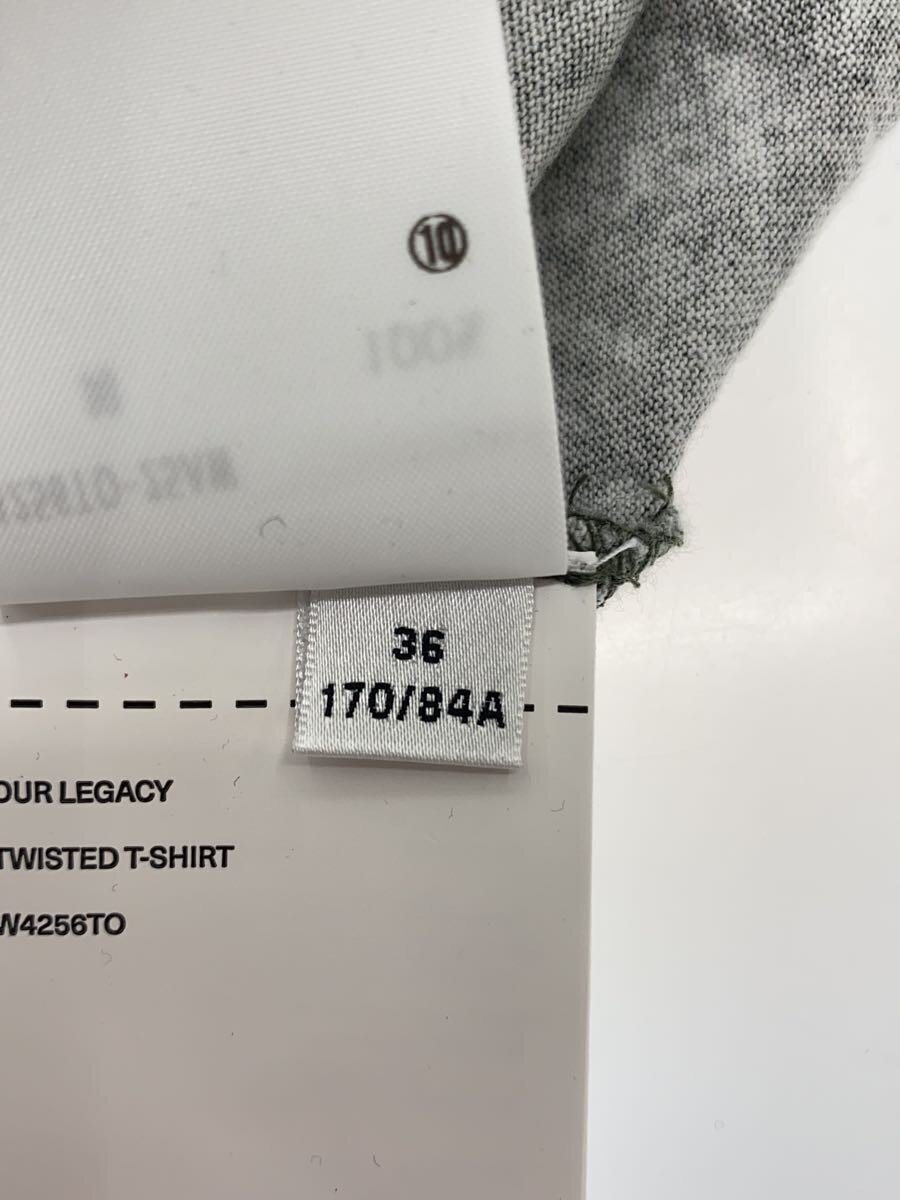 10
100%
36
170/84A
OUR LEGACY
TWISTED T-SHIRT
W4256TO